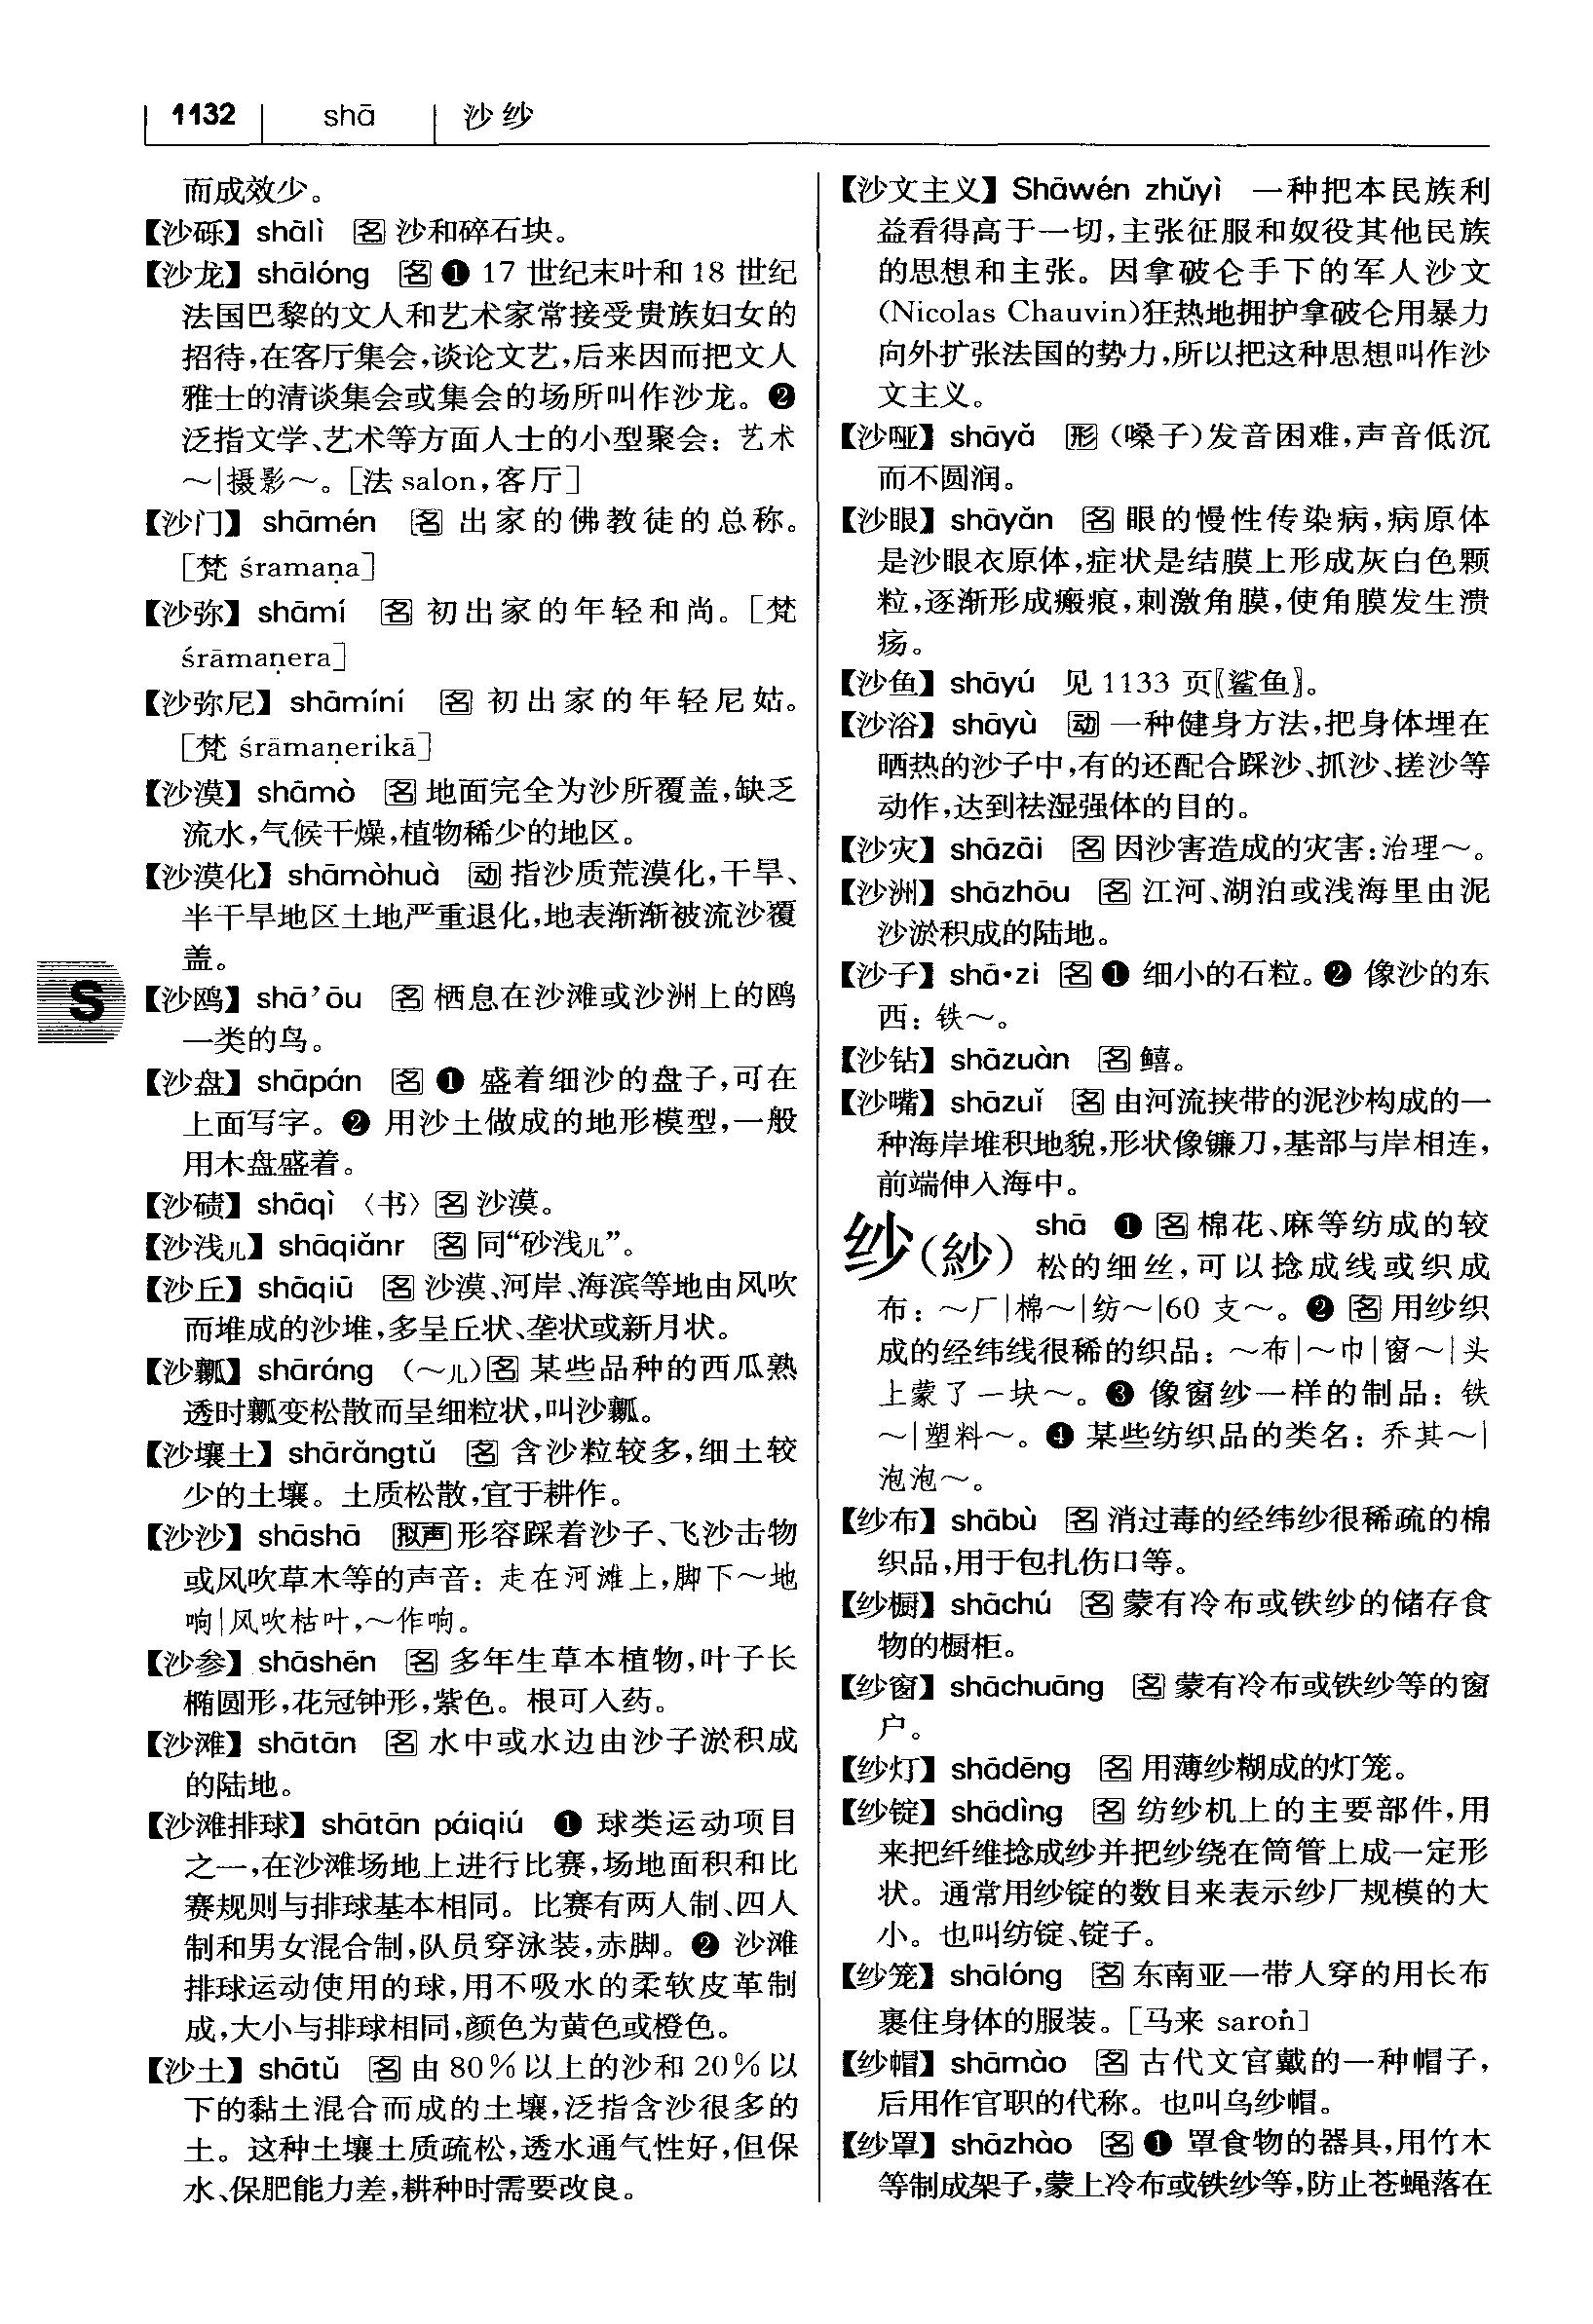 1132 shā 沙纱
而成效少。
【沙砾】 shālì 名 沙和碎石块。
【沙龙】 shālóng 名 ❶ 17 世纪末叶和 18 世纪
法国巴黎的文人和艺术家常接受贵族妇女的
招待,在客厅集会,谈论文艺,后来因而把文人
雅士的清谈集会或集会的场所叫作沙龙。❷
泛指文学、艺术等方面人士的小型聚会：艺术
～|摄影～。[法 salon,客厅]
【沙门】 shāmén 名 出家的佛教徒的总称。
[梵 śramaṇa]
【沙弥】 shāmí 名 初出家的年轻和尚。[梵
śrāmaṇera]
【沙弥尼】 shāmíní 名 初出家的年轻尼姑。
[梵 śrāmaṇerikā]
【沙漠】 shāmò 名 地面完全为沙所覆盖,缺乏
流水,气候干燥,植物稀少的地区。
【沙漠化】 shāmòhuà 动 指沙质荒漠化,干旱、
半干旱地区土地严重退化,地表渐渐被流沙覆
盖。
S
【沙鸥】 shā’ōu 名 栖息在沙滩或沙洲上的鸥
一类的鸟。
【沙盘】 shāpán 名 ❶ 盛着细沙的盘子,可在
上面写字。❷ 用沙土做成的地形模型,一般
用木盘盛着。
【沙碛】 shāqì 〈书〉名 沙漠。
【沙浅儿】 shāqiǎnr 名 同“砂浅儿”。
【沙丘】 shāqiū 名 沙漠、河岸、海滨等地由风吹
而堆成的沙堆,多呈丘状、垄状或新月状。
【沙瓤】 shāráng (～儿)名 某些品种的西瓜熟
透时瓤变松散而呈细粒状,叫沙瓤。
【沙壤土】 shārǎngtǔ 名 含沙粒较多,细土较
少的土壤。土质松散,宜于耕作。
【沙沙】 shāshā 拟声 形容踩着沙子、飞沙击物
或风吹草木等的声音：走在河滩上,脚下～地
响|风吹枯叶,～作响。
【沙参】 shāshēn 名 多年生草本植物,叶子长
椭圆形,花冠钟形,紫色。根可入药。
【沙滩】 shātān 名 水中或水边由沙子淤积成
的陆地。
【沙滩排球】 shātān páiqiú ❶ 球类运动项目
之一,在沙滩场地上进行比赛,场地面积和比
赛规则与排球基本相同。比赛有两人制、四人
制和男女混合制,队员穿泳装,赤脚。❷ 沙滩
排球运动使用的球,用不吸水的柔软皮革制
成,大小与排球相同,颜色为黄色或橙色。
【沙土】 shātǔ 名 由 80%以上的沙和 20%以
下的黏土混合而成的土壤,泛指含沙很多的
土。这种土壤土质疏松,透水通气性好,但保
水、保肥能力差,耕种时需要改良。
【沙文主义】 Shāwén zhǔyì 一种把本民族利
益看得高于一切,主张征服和奴役其他民族
的思想和主张。因拿破仑手下的军人沙文
(Nicolas Chauvin)狂热地拥护拿破仑用暴力
向外扩张法国的势力,所以把这种思想叫作沙
文主义。
【沙哑】 shāyǎ 形 (嗓子)发音困难,声音低沉
而不圆润。
【沙眼】 shāyǎn 名 眼的慢性传染病,病原体
是沙眼衣原体,症状是结膜上形成灰白色颗
粒,逐渐形成瘢痕,刺激角膜,使角膜发生溃
疡。
【沙鱼】 shāyú 见 1133 页〖鲨鱼〗。
【沙浴】 shāyù 动 一种健身方法,把身体埋在
晒热的沙子中,有的还配合踩沙、抓沙、搓沙等
动作,达到祛湿强体的目的。
【沙灾】 shāzāi 名 因沙害造成的灾害：治理～。
【沙洲】 shāzhōu 名 江河、湖泊或浅海里由泥
沙淤积成的陆地。
【沙子】 shā•zi 名 ❶ 细小的石粒。❷ 像沙的东
西：铁～。
【沙钻】 shāzuàn 名 鱚。
【沙嘴】 shāzuǐ 名 由河流挟带的泥沙构成的一
种海岸堆积地貌,形状像镰刀,基部与岸相连,
前端伸入海中。
纱(紗) shā ❶ 名 棉花、麻等纺成的较
松的细丝,可以捻成线或织成
布：～厂|棉～|纺～|60 支～。❷ 名 用纱织
成的经纬线很稀的织品：～布|～巾|窗～|头
上蒙了一块～。❸ 像窗纱一样的制品：铁
～|塑料～。❹ 某些纺织品的类名：乔其～|
泡泡～。
【纱布】 shābù 名 消过毒的经纬纱很稀疏的棉
织品,用于包扎伤口等。
【纱橱】 shāchú 名 蒙有冷布或铁纱的储存食
物的橱柜。
【纱窗】 shāchuāng 名 蒙有冷布或铁纱等的窗
户。
【纱灯】 shādēng 名 用薄纱糊成的灯笼。
【纱锭】 shādìng 名 纺纱机上的主要部件,用
来把纤维捻成纱并把纱绕在筒管上成一定形
状。通常用纱锭的数目来表示纱厂规模的大
小。也叫纺锭、锭子。
【纱笼】 shālóng 名 东南亚一带人穿的用长布
裹住身体的服装。[马来 saroṅ]
【纱帽】 shāmào 名 古代文官戴的一种帽子,
后用作官职的代称。也叫乌纱帽。
【纱罩】 shāzhào 名 ❶ 罩食物的器具,用竹木
等制成架子,蒙上冷布或铁纱等,防止苍蝇落在